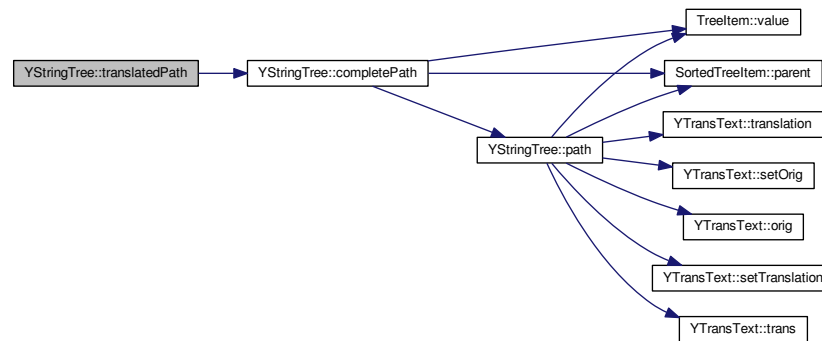 TreeItem::value
YStringTree::translatedPath
YStringTree::completePath
SortedTreeItem::parent
YTransText::translation
YStringTree::path
YTransText::setOrig
YTransText::orig
YTransText::setTranslation
YTransText::trans